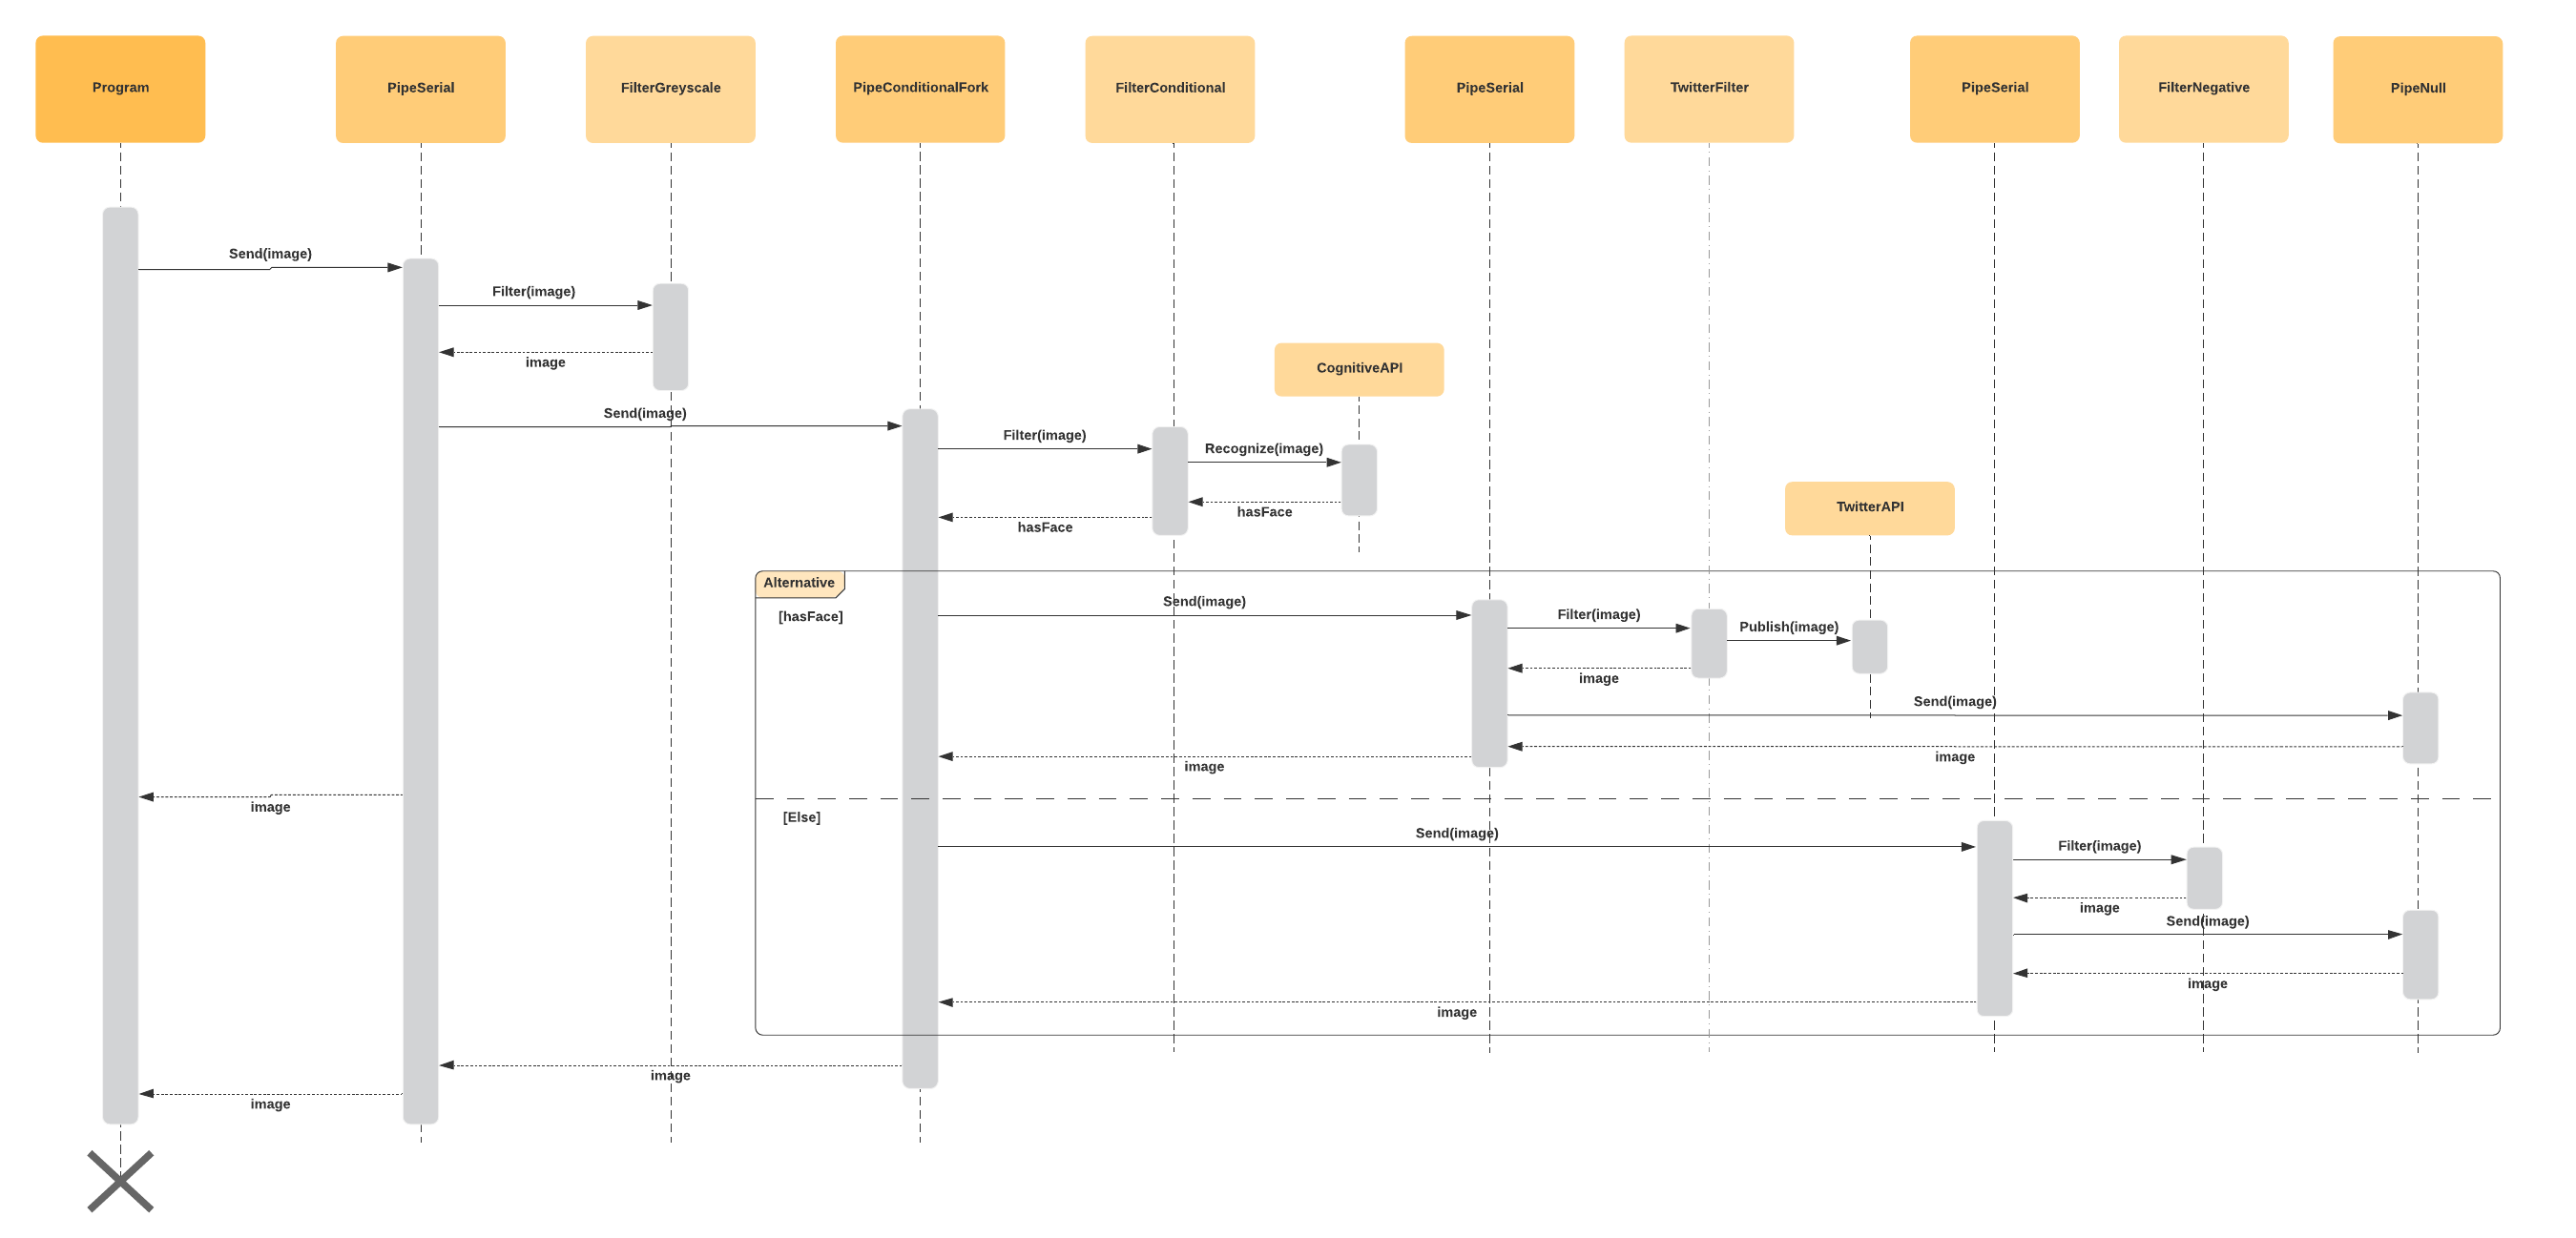 Program
PipeSerial
FilterGreyscale
PipeConditionalFork
FilterConditional
PipeSerial
TwitterFilter
PipeSerial
FilterNegative
PipeNull
Send(image)
Filter(image)
image
CognitiveAPI
Send(image)
Filter(image)
Recognize(image)
hasFace
hasFace
TwitterAPI
Alternative
[hasFace]
Send(image)
Filter(image)
Publish(image)
image
Send(image)
image
image
image
[Else]
Send(image)
Filter(image)
image
Send(image)
image
image
image
image